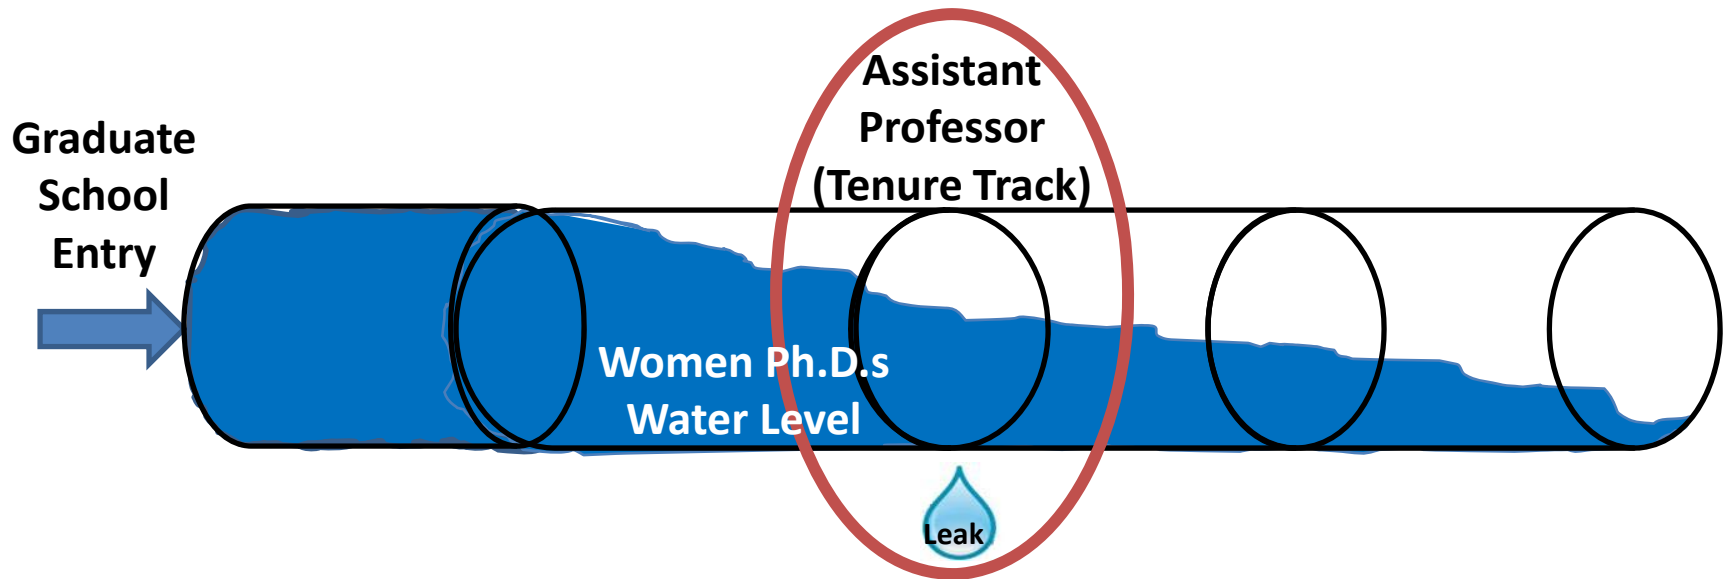 Graduate
School
Entry
Assistant
Professor
(Tenure Track)
Women Ph.D.s
Water Level
Leak